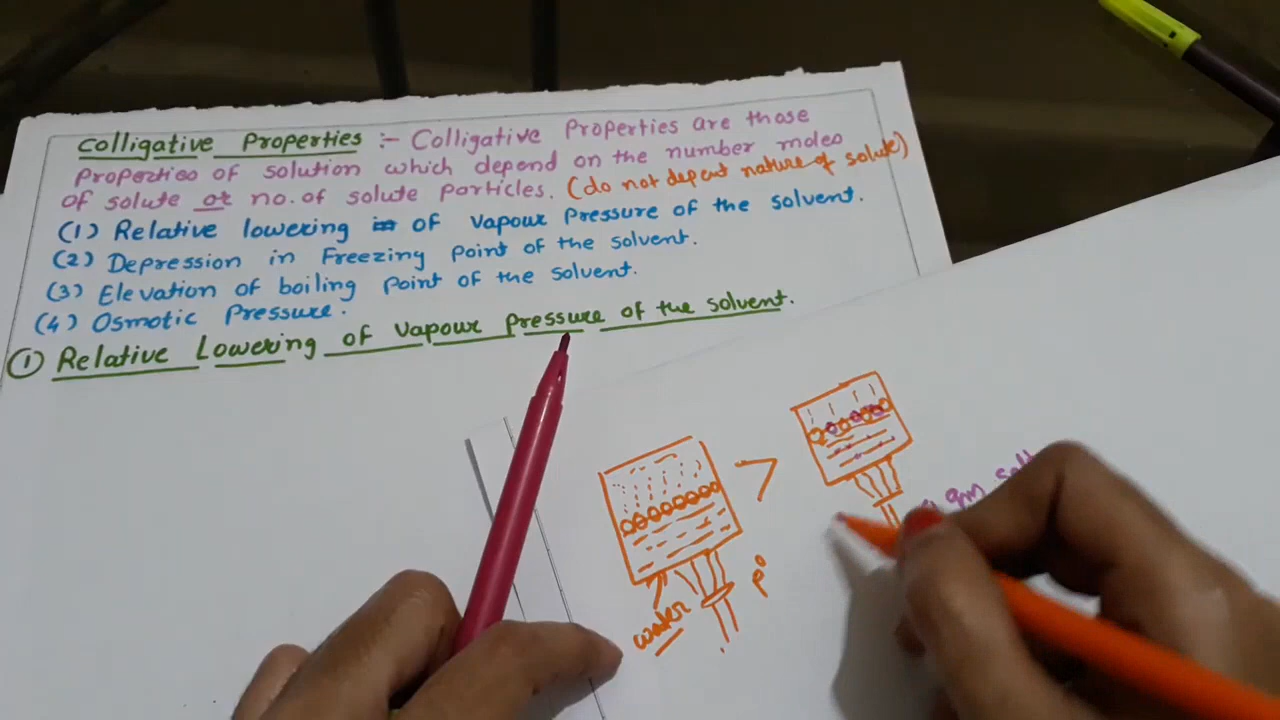 Colligative Properties :- Colligative Properties are those
Properties of solution which depend on the number moles
of solute or no. of solute particles. (do not depent nature of solute)
(1) Relative lowering of Vapour Pressure of the solvent.
(2) Depression in Freezing Point of the solvent.
(3) Elevation of boiling Point of the solvent.
(4) Osmotic Pressure.
① Relative Lowering of Vapour pressure of the solvent.
>
gm salt
p°
water